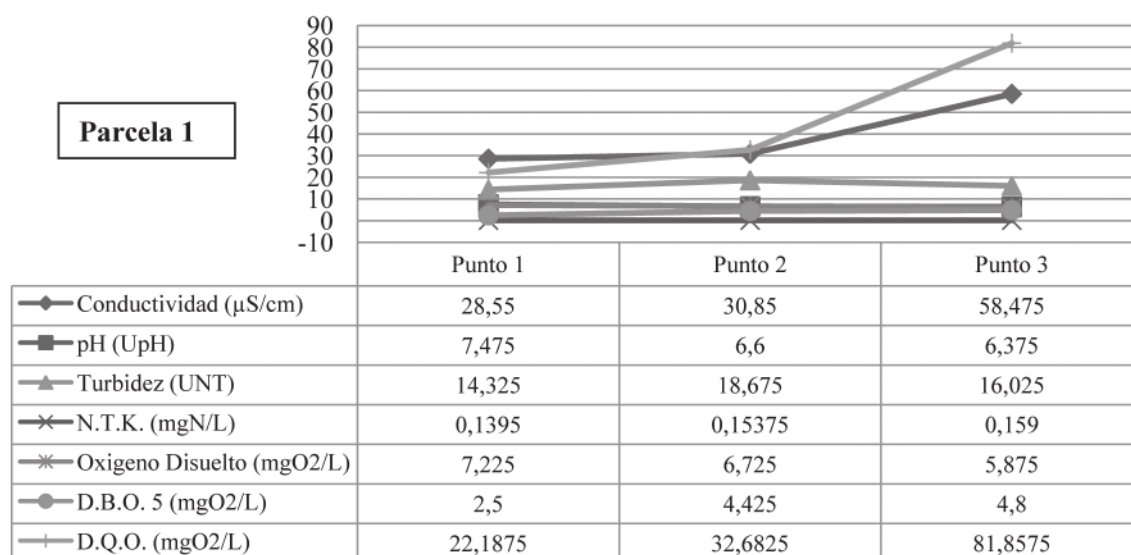 90
80
70
60
50
40
30
20
10
0
-10
Parcela 1
Punto 1 Punto 2 Punto 3
Conductividad (µS/cm) 28,55 30,85 58,475
pH (UpH) 7,475 6,6 6,375
Turbidez (UNT) 14,325 18,675 16,025
N.T.K. (mgN/L) 0,1395 0,15375 0,159
Oxigeno Disuelto (mgO2/L) 7,225 6,725 5,875
D.B.O. 5 (mgO2/L) 2,5 4,425 4,8
D.Q.O. (mgO2/L) 22,1875 32,6825 81,8575